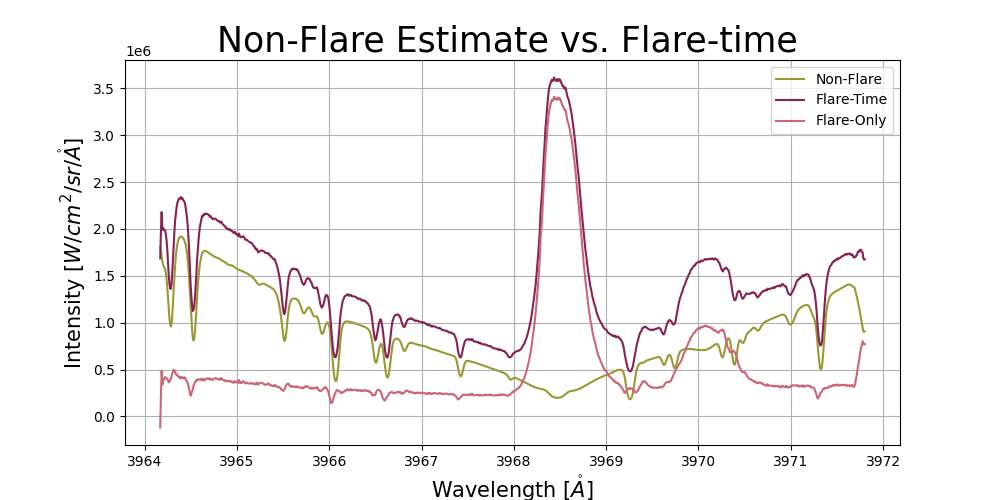 Non-Flare Estimate vs. Flare-time
1e6
Non-Flare
Flare-Time
Flare-Only
3.5
3.0
2.5
2.0
1.5
1.0
0.5
0.0
Intensity [W/cm²/sr/Å]
3964 3965 3966 3967 3968 3969 3970 3971 3972
Wavelength [Å]